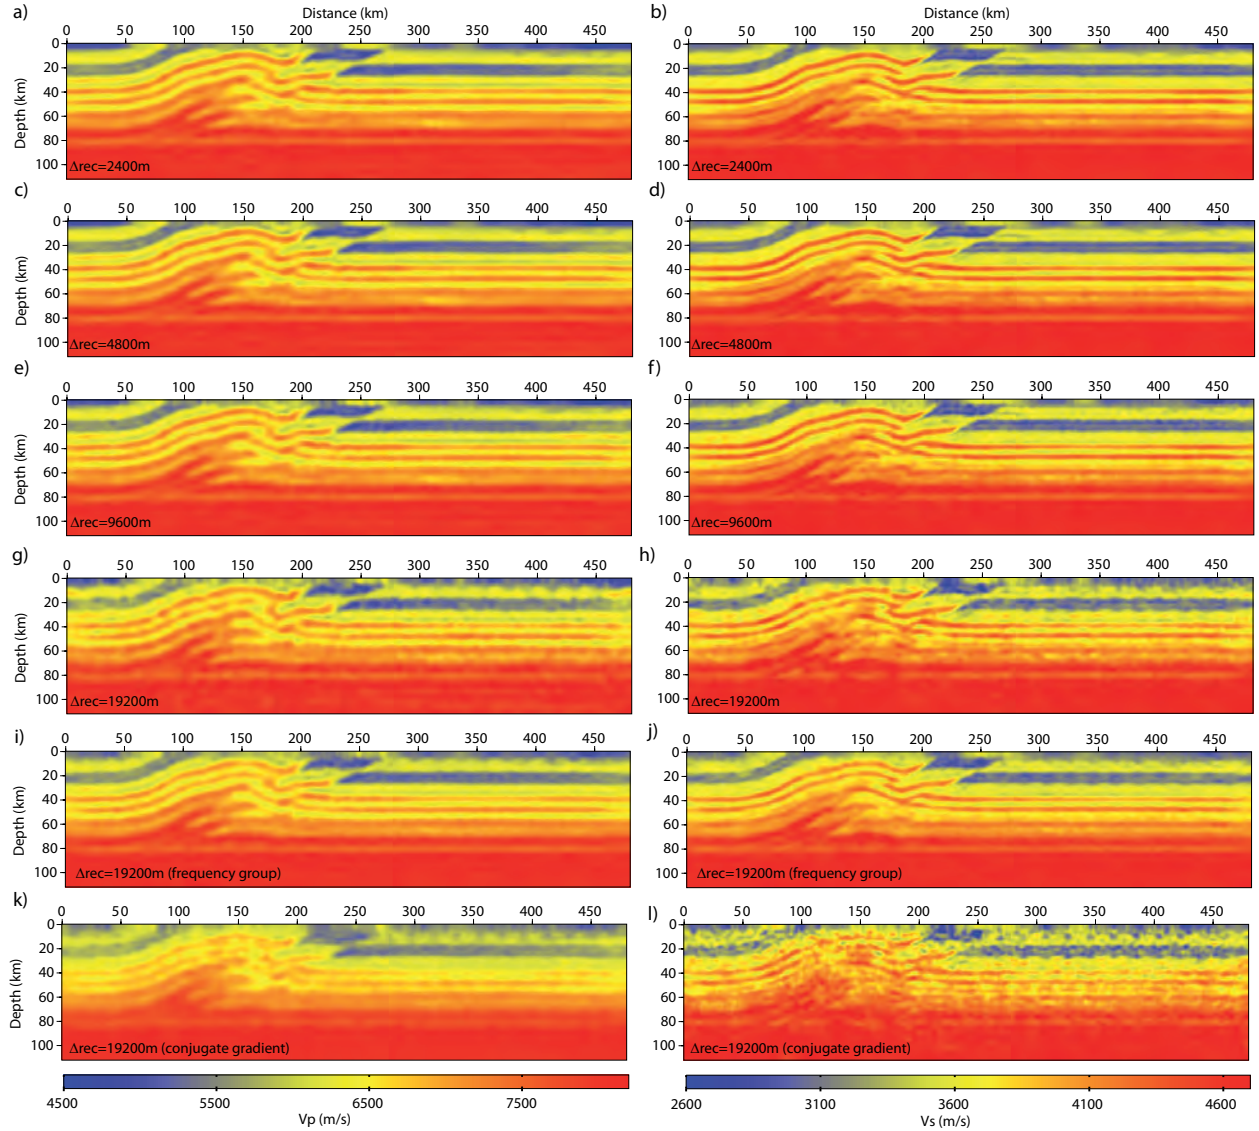 a)
Distance (km)
0 50 100 150 200 250 300 350 400 450
0
20
40
60
80
100
Depth (km)
Δrec=2400m
b)
Distance (km)
0 50 100 150 200 250 300 350 400 450
0
20
40
60
80
100
Δrec=2400m
c)
0 50 100 150 200 250 300 350 400 450
0
20
40
60
80
100
Depth (km)
Δrec=4800m
d)
0 50 100 150 200 250 300 350 400 450
0
20
40
60
80
100
Δrec=4800m
e)
0 50 100 150 200 250 300 350 400 450
0
20
40
60
80
100
Depth (km)
Δrec=9600m
f)
0 50 100 150 200 250 300 350 400 450
0
20
40
60
80
100
Δrec=9600m
g)
0 50 100 150 200 250 300 350 400 450
0
20
40
60
80
100
Depth (km)
Δrec=19200m
h)
0 50 100 150 200 250 300 350 400 450
0
20
40
60
80
100
Δrec=19200m
i)
0 50 100 150 200 250 300 350 400 450
0
20
40
60
80
100
Depth (km)
Δrec=19200m (frequency group)
j)
0 50 100 150 200 250 300 350 400 450
0
20
40
60
80
100
Δrec=19200m (frequency group)
k)
0 50 100 150 200 250 300 350 400 450
0
20
40
60
80
100
Depth (km)
Δrec=19200m (conjugate gradient)
l)
0 50 100 150 200 250 300 350 400 450
0
20
40
60
80
100
Δrec=19200m (conjugate gradient)
4500 5500 6500 7500
Vp (m/s)
2600 3100 3600 4100 4600
Vs (m/s)